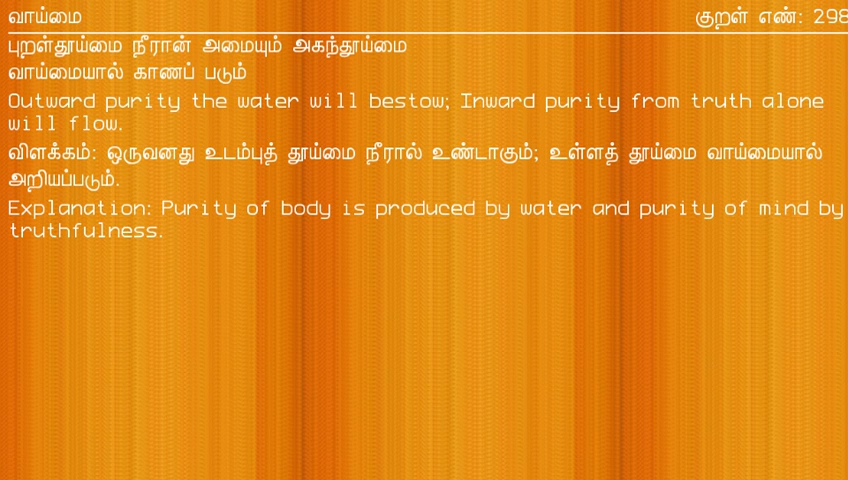 வாய்மை குறள் எண்: 298
புறள்தூய்மை நீரான் அமையும் அகந்தூய்மை
வாய்மையால் காணப் படும்
Outward purity the water will bestow; Inward purity from truth alone
will flow.
விளக்கம்: ஒருவனது உடம்புத் தூய்மை நீரால் உண்டாகும்; உள்ளத் தூய்மை வாய்மையால்
அறியப்படும்.
Explanation: Purity of body is produced by water and purity of mind by
truthfulness.